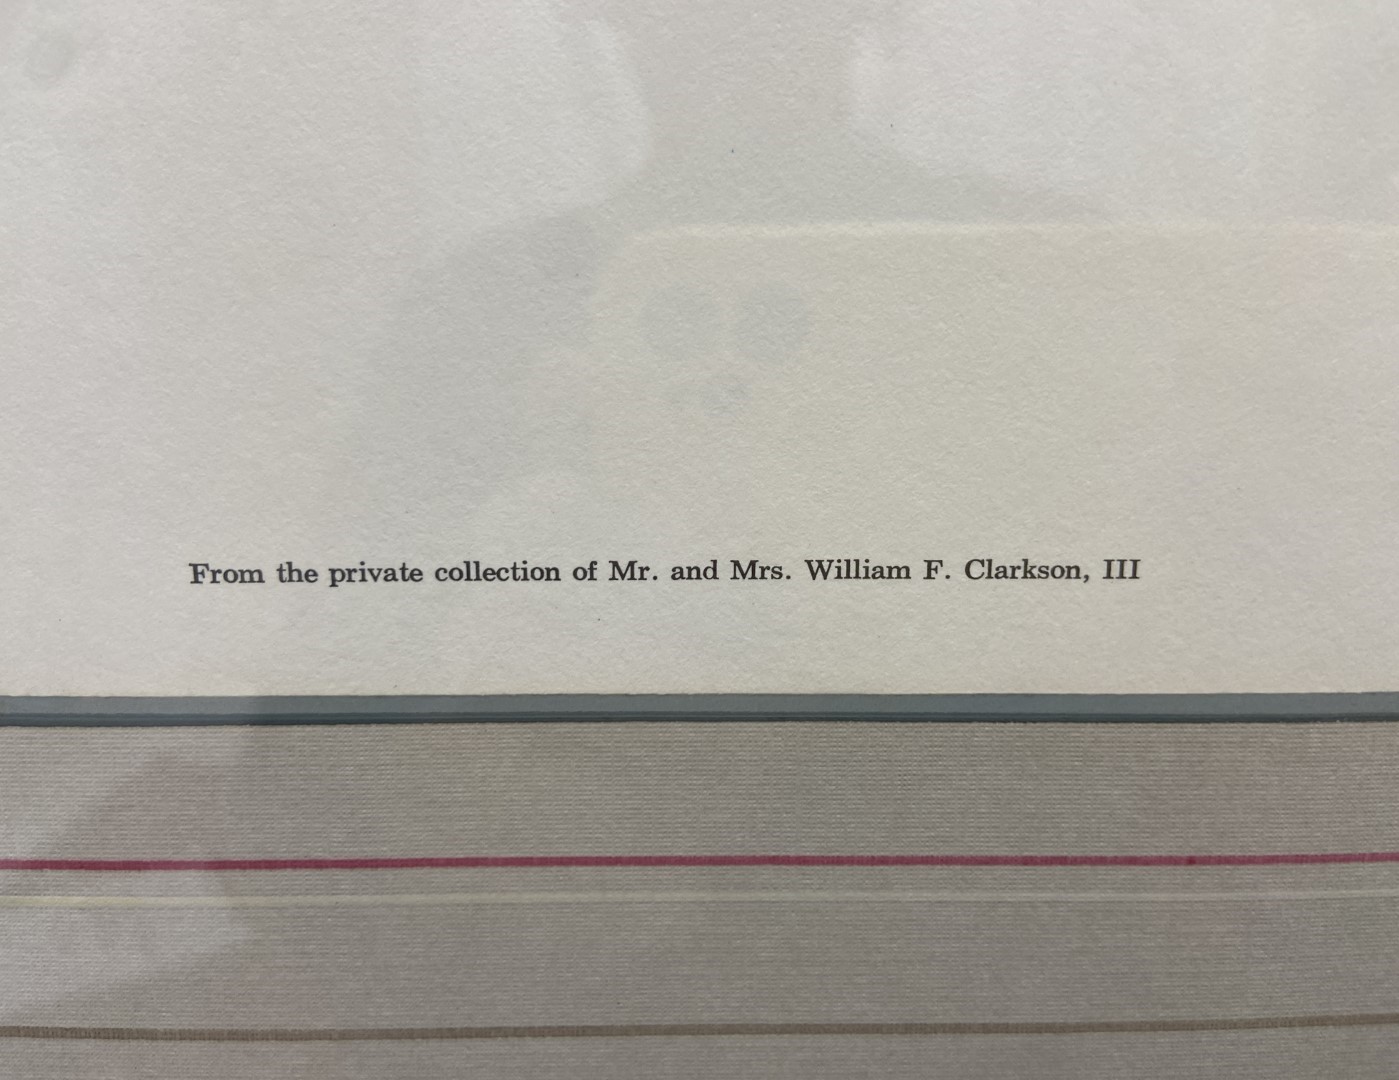 From the private collection of Mr. and Mrs. William F. Clarkson, III